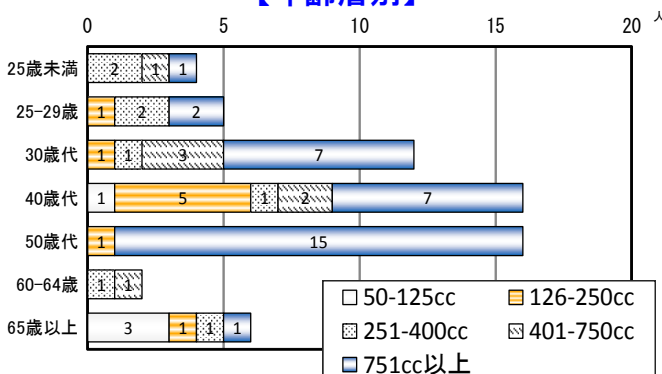 【年齢層別】
0 5 10 15 20 人
25歳未満 2 1 1
25-29歳 1 2 2
30歳代 1 1 3 7
40歳代 1 5 1 2 7
50歳代 1 15
60-64歳 1 1
65歳以上 3 1 1 1
50-125cc 126-250cc
251-400cc 401-750cc
751cc以上